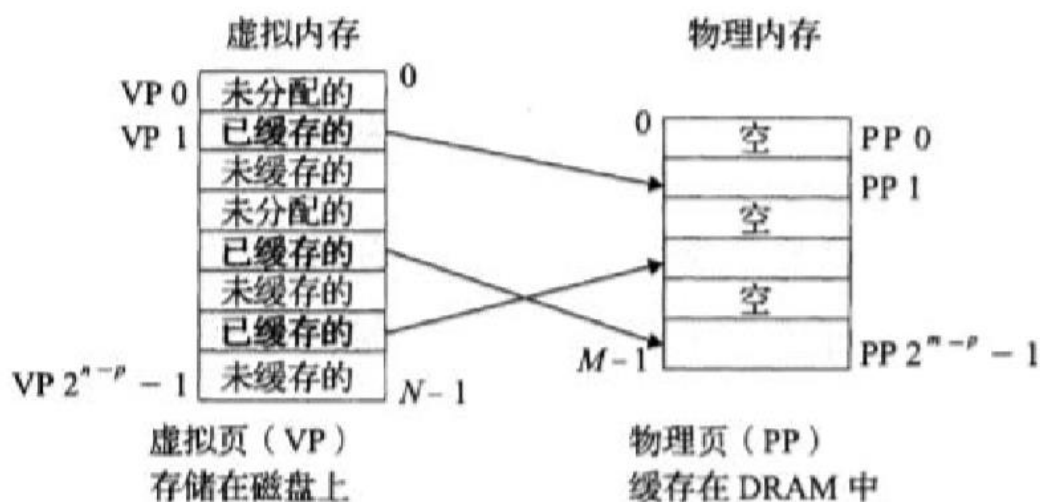 虚拟内存
物理内存
0
VP 0 未分配的
VP 1 已缓存的
未缓存的
未分配的
已缓存的
未缓存的
已缓存的
VP 2^{n-p} - 1 未缓存的
N-1
0
空 PP 0
PP 1
空
空
M-1
PP 2^{m-p} - 1
虚拟页（VP）
存储在磁盘上
物理页（PP）
缓存在 DRAM 中